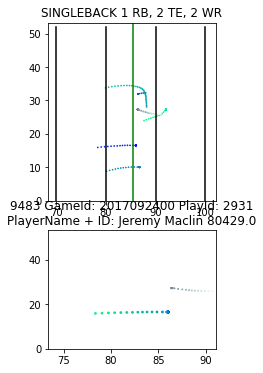 SINGLEBACK 1 RB, 2 TE, 2 WR
50
40
30
20
10
0
70 80 90 100
9483 GameId: 2017092400 PlayId: 2931
PlayerName + ID: Jeremy Maclin 80429.0
40
20
0
75 80 85 90